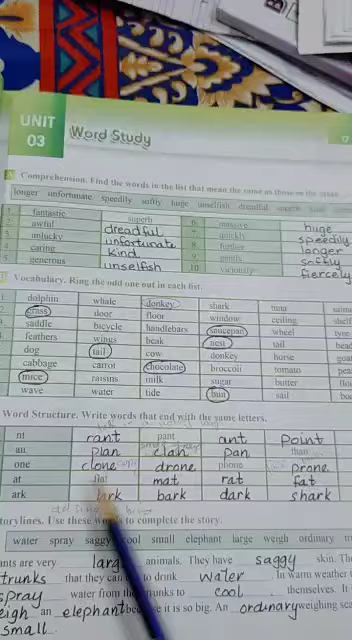 UNIT 03
Word Study
Comprehension. Find the words in the list that mean the same as these on the
longer unfortunate speedily softly huge unselfish dreadful superb
1. fantastic superb 6. massive huge
2. awful dreadful 7. quickly speedily
3. unlucky unfortunate 8. further longer
4. caring kind 9. gently softly
5. generous unselfish 10. viciously fiercely
Vocabulary. Ring the odd one out in each list.
dolphin whale donkey shark tuna
grass door floor window ceiling
saddle bicycle handlebars saucepan wheel tyre
feathers wings beak nest tail
dog tail cow donkey horse
cabbage carrot chocolate broccoli tomato
mice raisins milk sugar butter
wave water tide bun sail
Word Structure. Write words that end with the same letters.
nt rant pant ant point
an plan clan pan than
one clone drone phone prone
at flat mat rat fat
ark bark dark shark
torylines. Use these words to complete the story.
water spray saggy cool small elephant large weigh ordinary
ants are very large animals. They have saggy skin.
trunks that they can to drink water. In warm weather
spray water from the trunks to cool themselves. It
eigh an elephant because it is so big. An ordinary weighing
small.